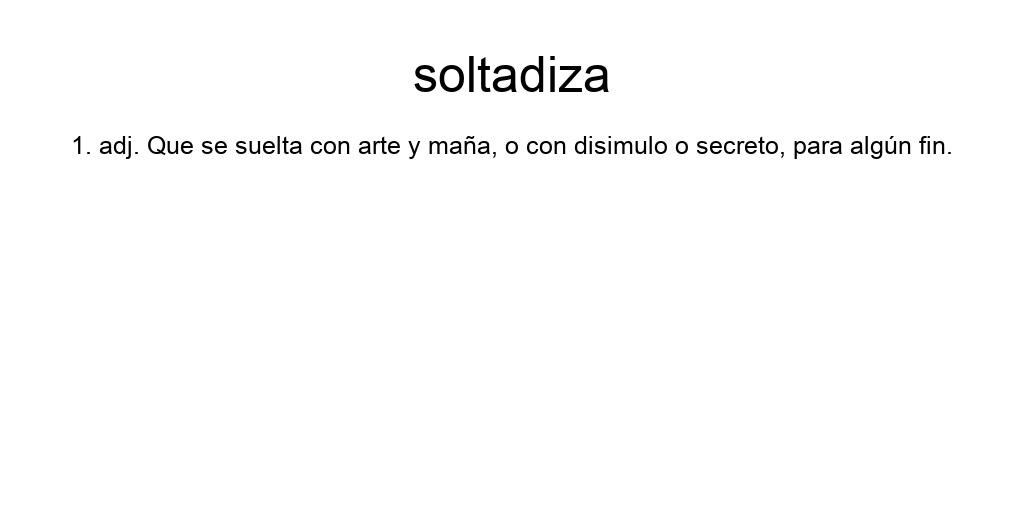 soltadiza
1. adj. Que se suelta con arte y maña, o con disimulo o secreto, para algún fin.